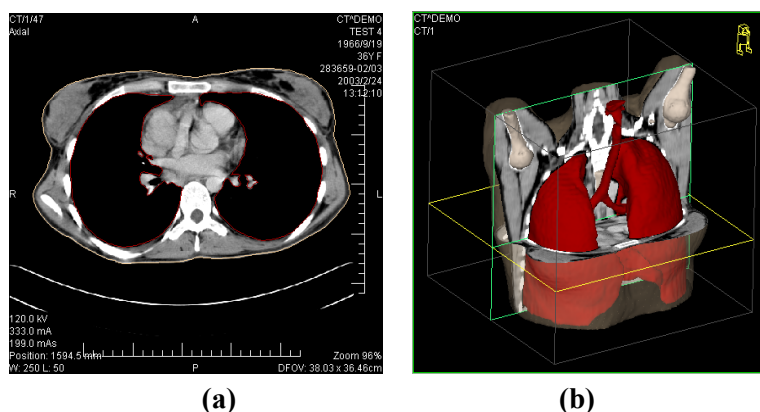 CT/1/47
Axial
A
CT^DEMO
TEST 4
1966/9/19
36Y F
283659-02/03
2003/2/24
13:12:10
R
L
120.0 kV
333.0 mA
199.0 mAs
Position: 1594.5 mm
W: 250 L: 50
P
Zoom 96%
DFOV: 38.03 x 36.46cm
(a)
CT^DEMO
CT/1
(b)